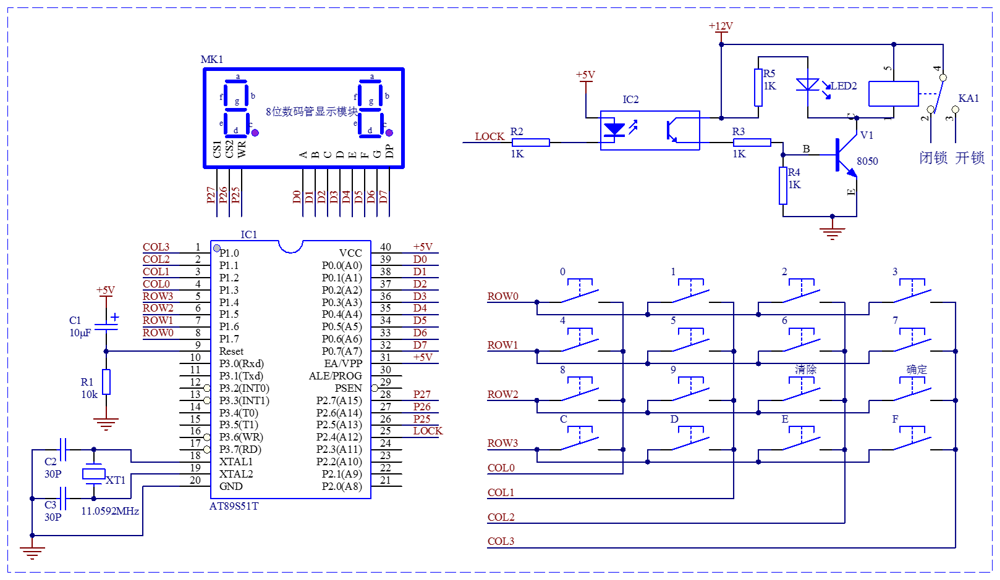 +12V
MK1
a
f
b
g
e
c
d
8位数码管显示模块
a
f
b
g
e
c
d
CS1
CS2
WR
A
B
C
D
E
F
G
DP
P27
P26
P25
D0
D1
D2
D3
D4
D5
D6
D7
+5V
IC2
LOCK
R2
1K
R3
1K
R5
1K
LED2
R4
1K
B
C
E
V1
8050
5
1
4
2
3
KA1
闭锁 开锁
IC1
COL3 1 P1.0
COL2 2 P1.1
COL1 3 P1.2
COL0 4 P1.3
ROW3 5 P1.4
ROW2 6 P1.5
ROW1 7 P1.6
ROW0 8 P1.7
9 Reset
10 P3.0(Rxd)
11 P3.1(Txd)
12 P3.2(INT0)
13 P3.3(INT1)
14 P3.4(T0)
15 P3.5(T1)
16 P3.6(WR)
17 P3.7(RD)
18 XTAL1
19 XTAL2
20 GND
VCC 40 +5V
P0.0(A0) 39 D0
P0.1(A1) 38 D1
P0.2(A2) 37 D2
P0.3(A3) 36 D3
P0.4(A4) 35 D4
P0.5(A5) 34 D5
P0.6(A6) 33 D6
P0.7(A7) 32 D7
EA/VPP 31 +5V
ALE/PROG 30
PSEN 29
P2.7(A15) 28 P27
P2.6(A14) 27 P26
P2.5(A13) 26 P25
P2.4(A12) 25 LOCK
P2.3(A11) 24
P2.2(A10) 23
P2.1(A9) 22
P2.0(A8) 21
AT89S51T
+5V
C1
10μF
R1
10k
C2
30P
XT1
C3
30P
11.0592MHz
0 1 2 3
ROW0
4 5 6 7
ROW1
8 9 清除 确定
ROW2
C D E F
ROW3
COL0
COL1
COL2
COL3